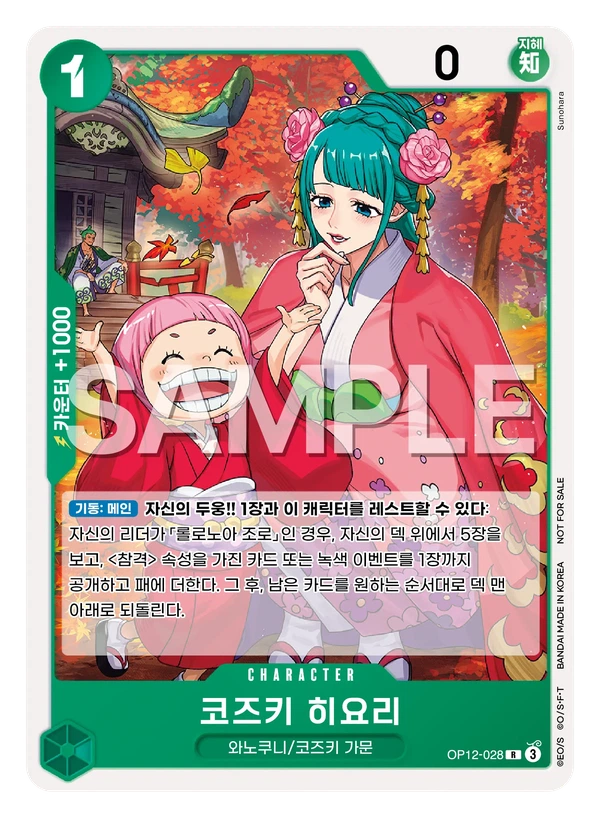 1
0
지혜
知
Sunohara
카운터 +1000
SAMPLE
기동: 메인 자신의 두웅!! 1장과 이 캐릭터를 레스트할 수 있다:
자신의 리더가 「롤로노아 조로」인 경우, 자신의 덱 위에서 5장을
보고, <참격> 속성을 가진 카드 또는 녹색 이벤트를 1장까지
공개하고 패에 더한다. 그 후, 남은 카드를 원하는 순서대로 덱 맨
아래로 되돌린다.
CHARACTER
코즈키 히요리
와노쿠니/코즈키 가문
OP12-028 R 3
©EO/S ©O/S·F·T BANDAI MADE IN KOREA NOT FOR SALE